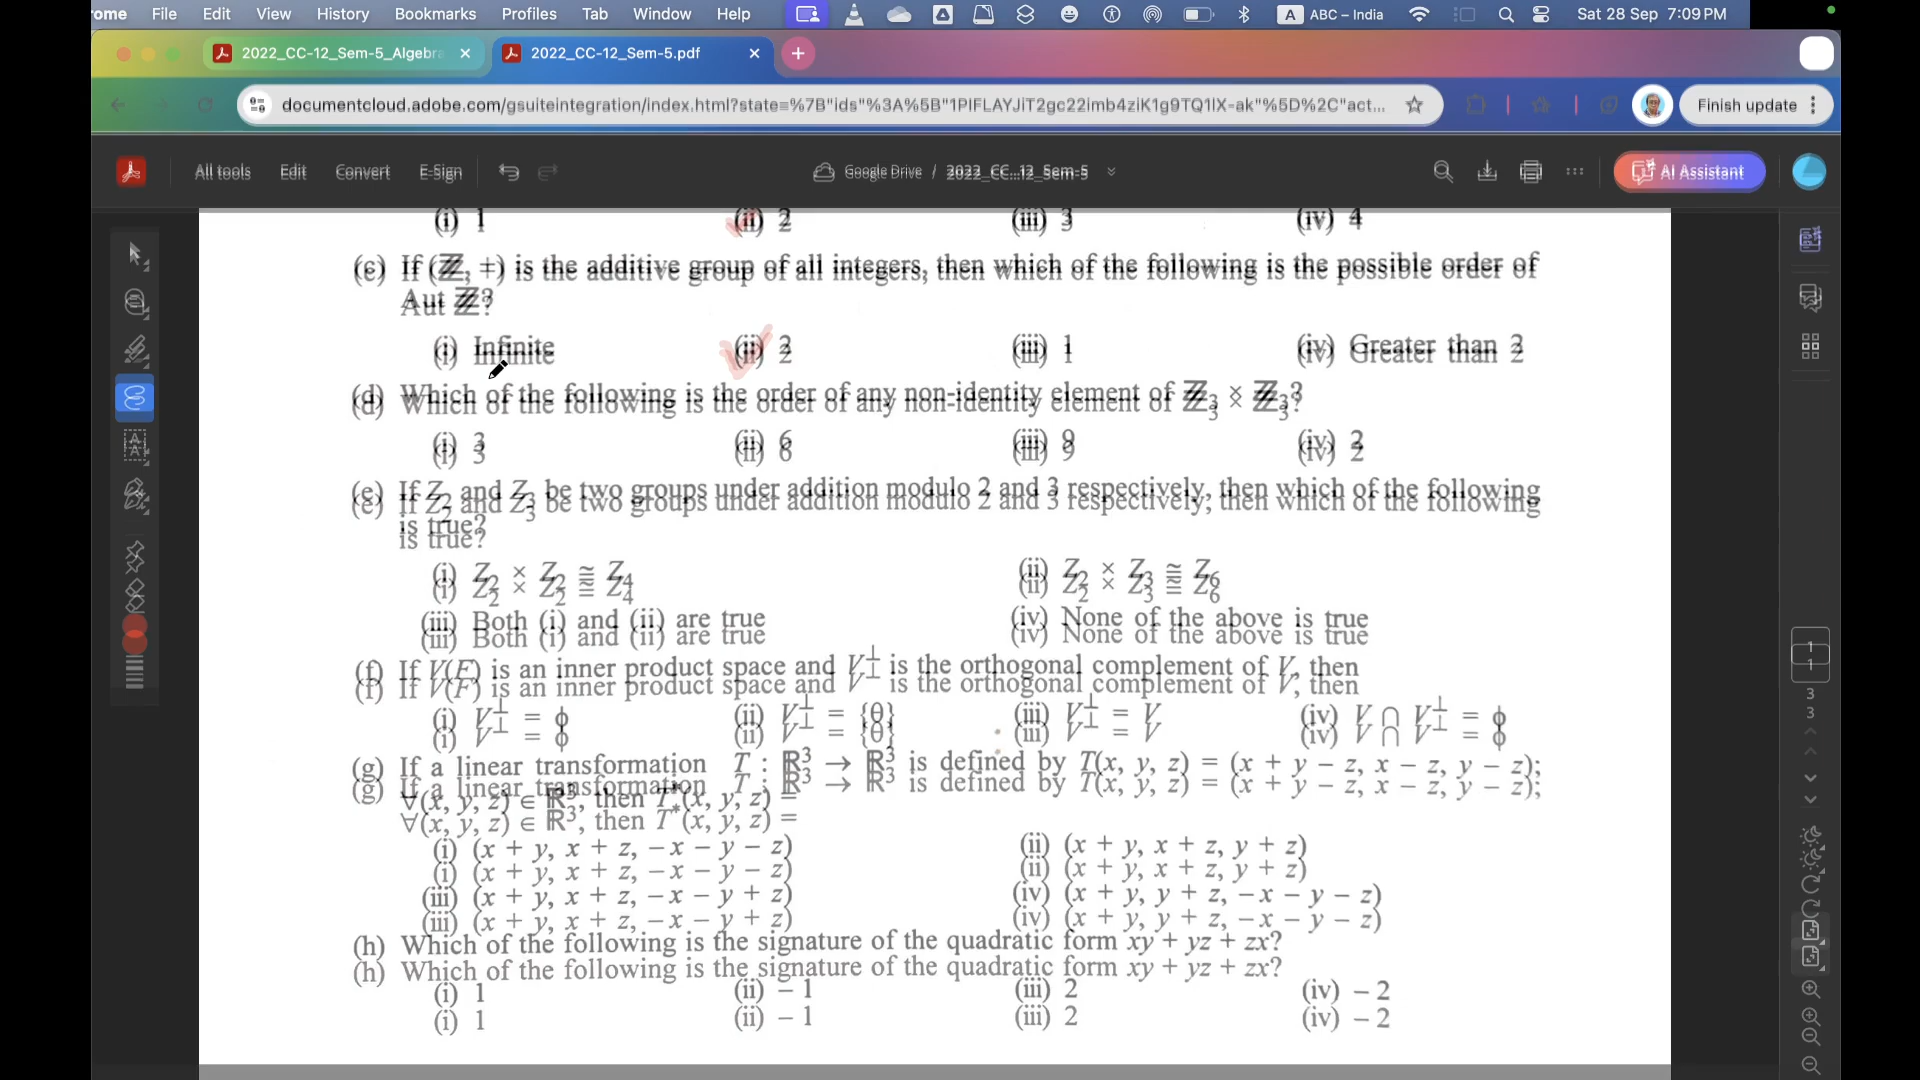 rome File Edit View History Bookmarks Profiles Tab Window Help A ABC – India Sat 28 Sep 7:09 PM
2022_CC-12_Sem-5_Algebra 2022_CC-12_Sem-5.pdf
documentcloud.adobe.com/gsuiteintegration/index.html?state=%7B"ids"%3A%5B"1PIFLAYJiT2gc22imb4ziK1g9TQ1lX=ak"%5D%2C"act... Finish update
All tools Edit Convert E-Sign Google Drive / 2022_CC...12_Sem-5 AI Assistant
(i) 1 (ii) 2 (iii) 3 (iv) 4
(c) If (ℤ, +) is the additive group of all integers, then which of the following is the possible order of
Aut ℤ?
(i) Infinite (ii) 2 (iii) 1 (iv) Greater than 2
(d) Which of the following is the order of any non-identity element of ℤ₃ × ℤ₃?
(i) 3 (ii) 6 (iii) 9 (iv) 2
(e) If Z₂ and Z₃ be two groups under addition modulo 2 and 3 respectively, then which of the following
is true?
(i) Z₂ × Z₂ ≅ Z₄ (ii) Z₂ × Z₃ ≅ Z₆
(iii) Both (i) and (ii) are true (iv) None of the above is true
(f) If V(F) is an inner product space and V⊥ is the orthogonal complement of V, then
(i) V⊥ = ϕ (ii) V⊥ = {θ} (iii) V⊥ = V (iv) V ∩ V⊥ = ϕ
(g) If a linear transformation T : ℝ³ → ℝ³ is defined by T(x, y, z) = (x + y – z, x – z, y – z);
∀(x, y, z) ∈ ℝ³, then T*(x, y, z) =
(i) (x + y, x + z, –x – y – z) (ii) (x + y, x + z, y + z)
(iii) (x + y, x + z, –x – y + z) (iv) (x + y, y + z, –x – y – z)
(h) Which of the following is the signature of the quadratic form xy + yz + zx?
(i) 1 (ii) – 1 (iii) 2 (iv) – 2
1
3